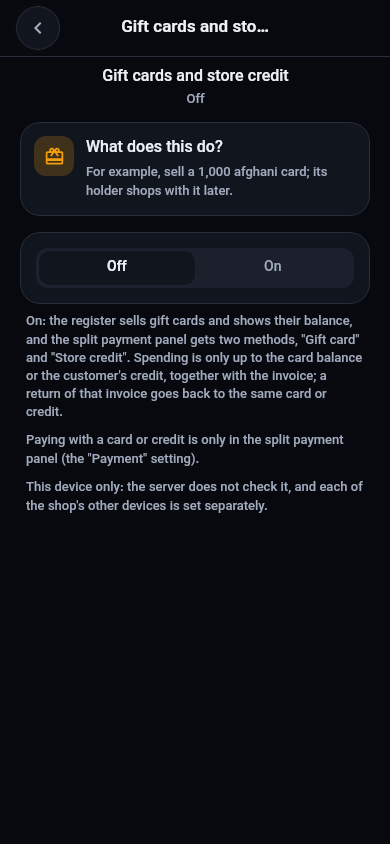 Gift cards and sto…
Gift cards and store credit
Off
What does this do?
For example, sell a 1,000 afghani card; its
holder shops with it later.
Off
On
On: the register sells gift cards and shows their balance,
and the split payment panel gets two methods, "Gift card"
and "Store credit". Spending is only up to the card balance
or the customer's credit, together with the invoice; a
return of that invoice goes back to the same card or
credit.
Paying with a card or credit is only in the split payment
panel (the "Payment" setting).
This device only: the server does not check it, and each of
the shop's other devices is set separately.